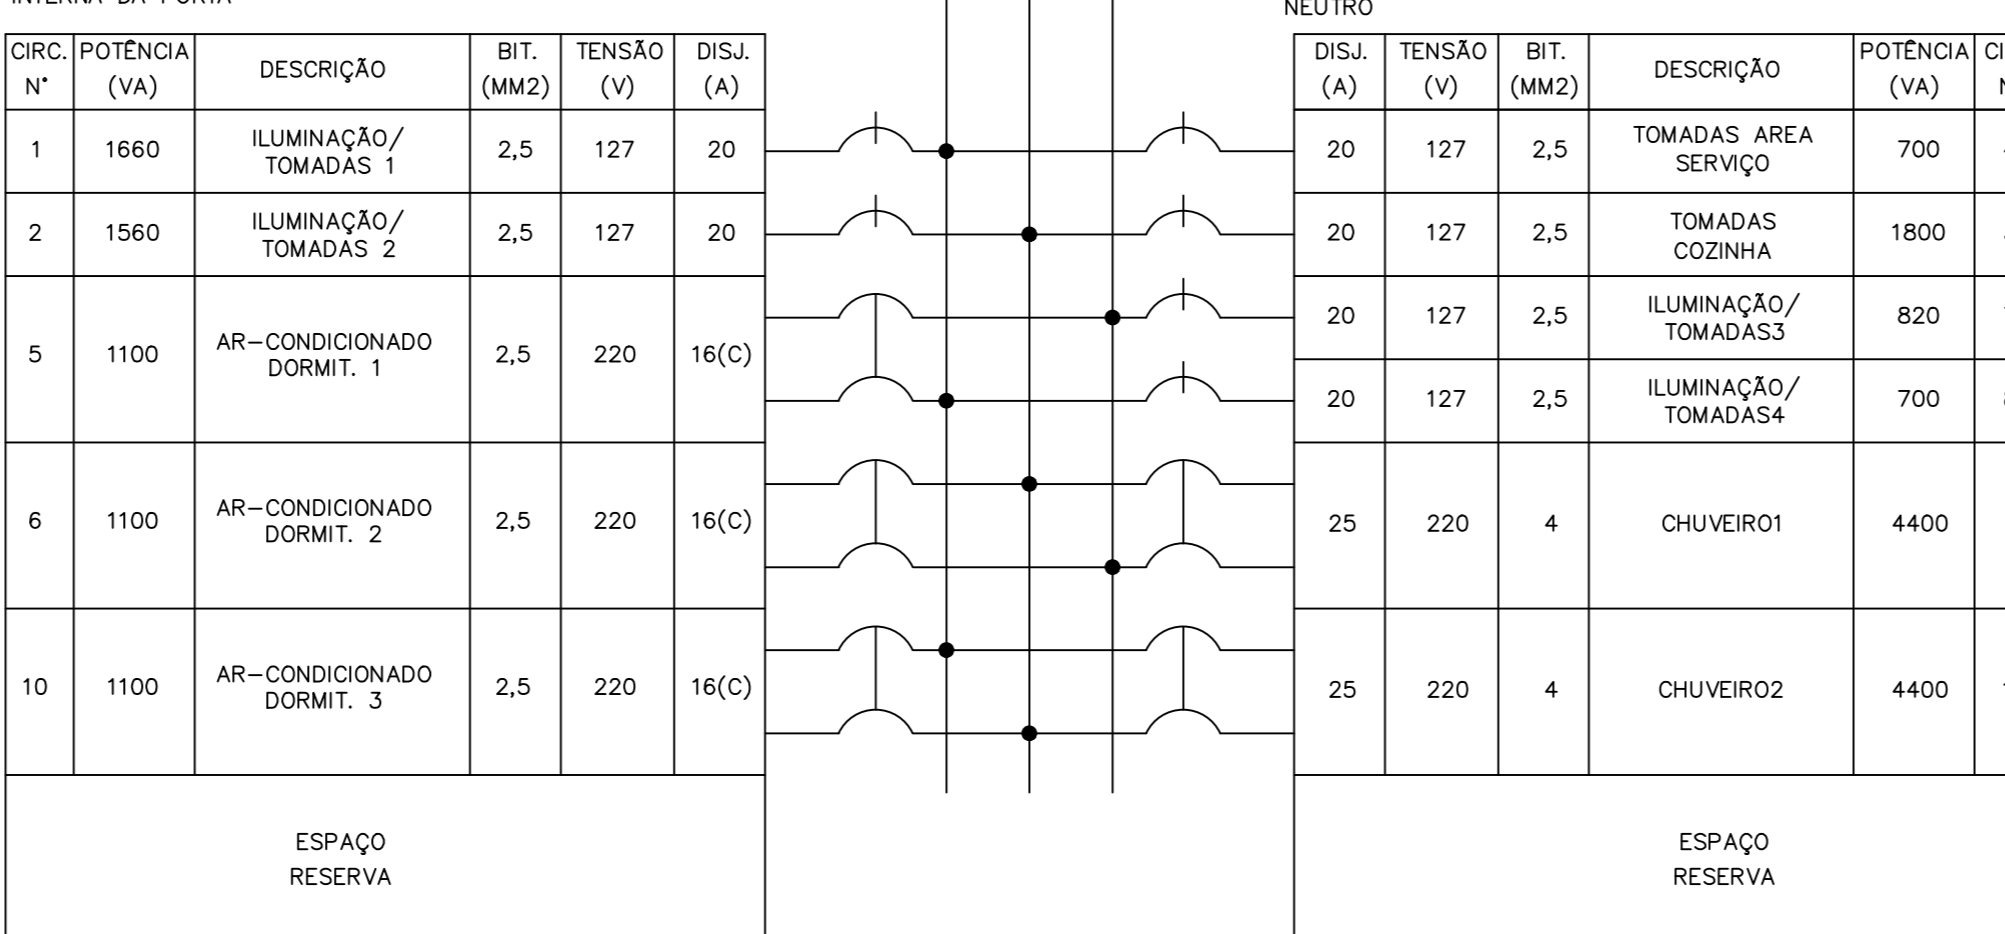 NEUTRO
CIRC. N° POTÊNCIA (VA) DESCRIÇÃO BIT. (MM2) TENSÃO (V) DISJ. (A)
1 1660 ILUMINAÇÃO/ TOMADAS 1 2,5 127 20
2 1560 ILUMINAÇÃO/ TOMADAS 2 2,5 127 20
5 1100 AR-CONDICIONADO DORMIT. 1 2,5 220 16(C)
6 1100 AR-CONDICIONADO DORMIT. 2 2,5 220 16(C)
10 1100 AR-CONDICIONADO DORMIT. 3 2,5 220 16(C)
ESPAÇO
RESERVA
DISJ. (A) TENSÃO (V) BIT. (MM2) DESCRIÇÃO POTÊNCIA (VA)
20 127 2,5 TOMADAS AREA SERVIÇO 700
20 127 2,5 TOMADAS COZINHA 1800
20 127 2,5 ILUMINAÇÃO/ TOMADAS3 820
20 127 2,5 ILUMINAÇÃO/ TOMADAS4 700
25 220 4 CHUVEIRO1 4400
25 220 4 CHUVEIRO2 4400
ESPAÇO
RESERVA